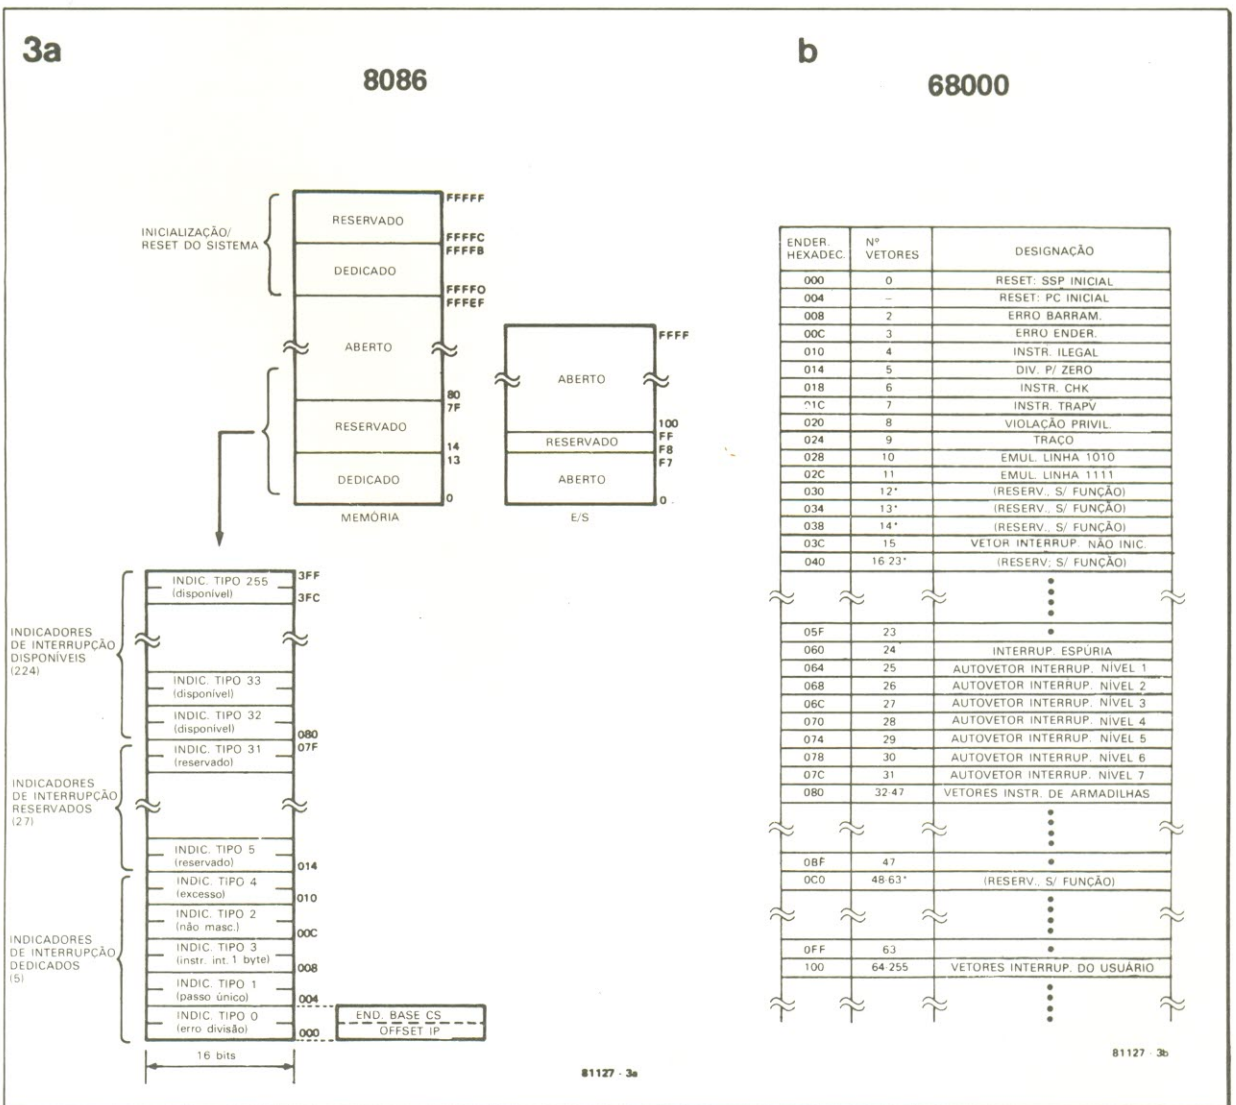 3a
8086
INICIALIZAÇÃO/
RESET DO SISTEMA
RESERVADO
DEDICADO
ABERTO
RESERVADO
DEDICADO
FFFFF
FFFFC
FFFFB
FFFF0
FFFEF
80
7F
14
13
0
MEMÓRIA
ABERTO
RESERVADO
ABERTO
FFFF
100
FF
F8
F7
0
E/S
INDICADORES
DE INTERRUPÇÃO
DISPONÍVEIS
(224)
INDIC. TIPO 255
(disponível)
3FF
3FC
INDIC. TIPO 33
(disponível)
INDIC. TIPO 32
(disponível)
080
INDICADORES
DE INTERRUPÇÃO
RESERVADOS
(27)
INDIC. TIPO 31
(reservado)
07F
INDIC. TIPO 5
(reservado)
014
INDICADORES
DE INTERRUPÇÃO
DEDICADOS
(5)
INDIC. TIPO 4
(excesso)
010
INDIC. TIPO 2
(não masc.)
00C
INDIC. TIPO 3
(instr. int. 1 byte)
008
INDIC. TIPO 1
(passo único)
004
INDIC. TIPO 0
(erro divisão)
000
END. BASE CS
OFFSET IP
16 bits
81127 - 3a
b
68000
ENDER. HEXADEC. Nº VETORES DESIGNAÇÃO
000 0 RESET: SSP INICIAL
004 – RESET: PC INICIAL
008 2 ERRO BARRAM.
00C 3 ERRO ENDER.
010 4 INSTR. ILEGAL
014 5 DIV. P/ ZERO
018 6 INSTR. CHK
01C 7 INSTR. TRAPV
020 8 VIOLAÇÃO PRIVIL.
024 9 TRAÇO
028 10 EMUL. LINHA 1010
02C 11 EMUL. LINHA 1111
030 12* (RESERV., S/ FUNÇÃO)
034 13* (RESERV., S/ FUNÇÃO)
038 14* (RESERV., S/ FUNÇÃO)
03C 15 VETOR INTERRUP. NÃO INIC.
040 16-23* (RESERV; S/ FUNÇÃO)
05F 23
060 24 INTERRUP. ESPÚRIA
064 25 AUTOVETOR INTERRUP. NÍVEL 1
068 26 AUTOVETOR INTERRUP. NÍVEL 2
06C 27 AUTOVETOR INTERRUP. NÍVEL 3
070 28 AUTOVETOR INTERRUP. NÍVEL 4
074 29 AUTOVETOR INTERRUP. NÍVEL 5
078 30 AUTOVETOR INTERRUP. NÍVEL 6
07C 31 AUTOVETOR INTERRUP. NÍVEL 7
080 32-47 VETORES INSTR. DE ARMADILHAS
0BF 47
0C0 48-63* (RESERV., S/ FUNÇÃO)
0FF 63
100 64-255 VETORES INTERRUP. DO USUÁRIO
81127 - 3b